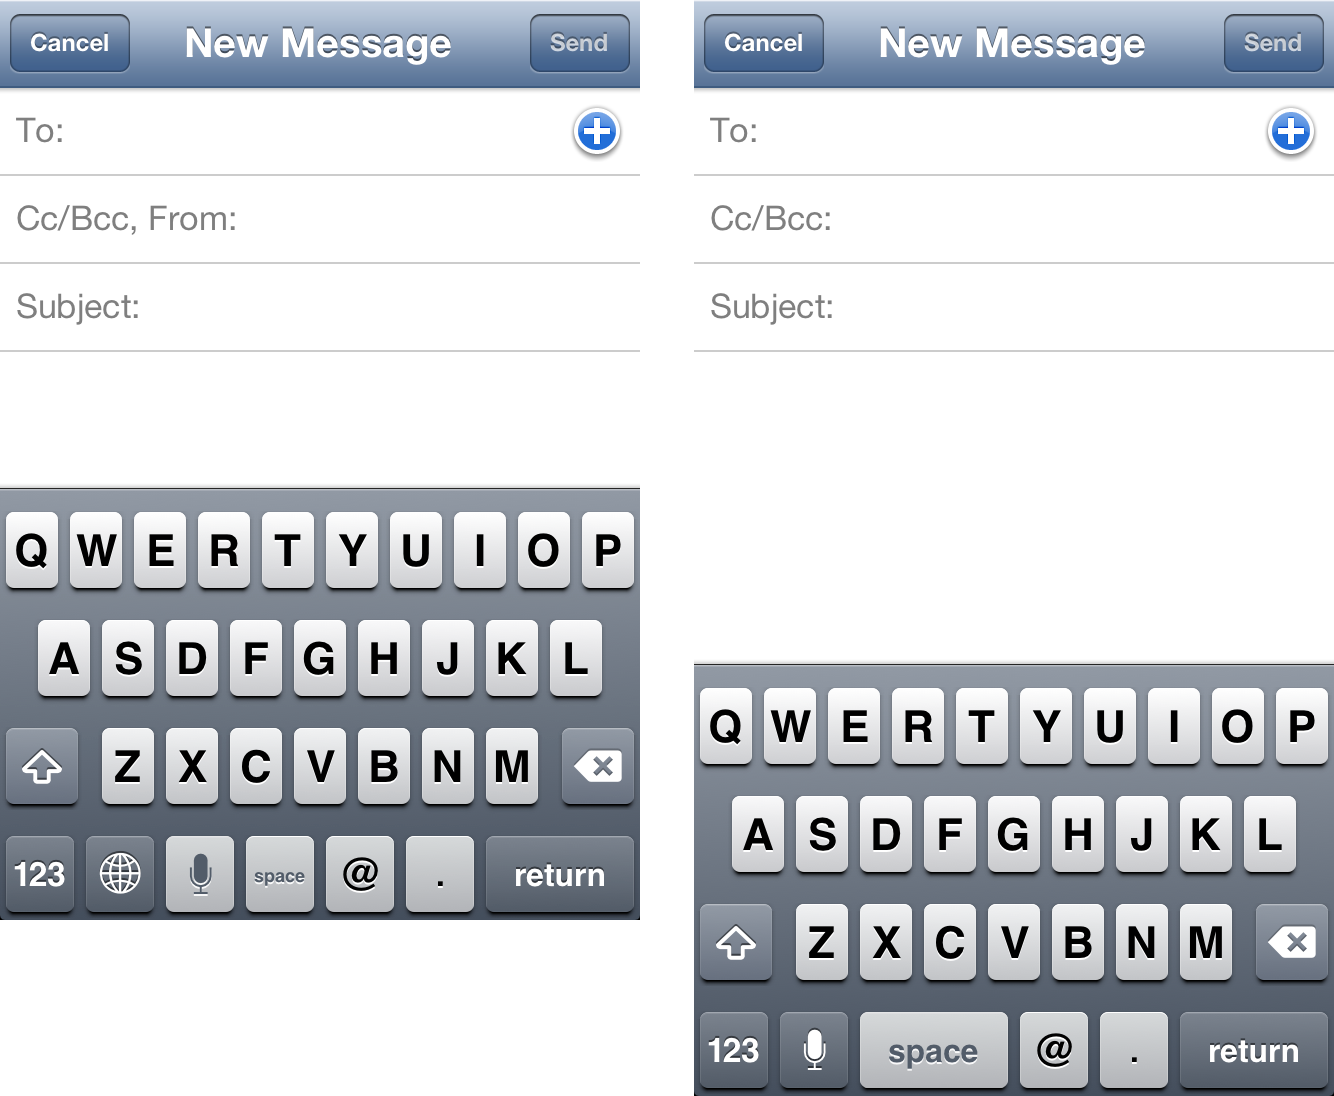 Cancel New Message Send
To:
Cc/Bcc, From:
Subject:
Q W E R T Y U I O P
A S D F G H J K L
Z X C V B N M
123 space @ . return
Cancel New Message Send
To:
Cc/Bcc:
Subject:
Q W E R T Y U I O P
A S D F G H J K L
Z X C V B N M
123 space @ . return